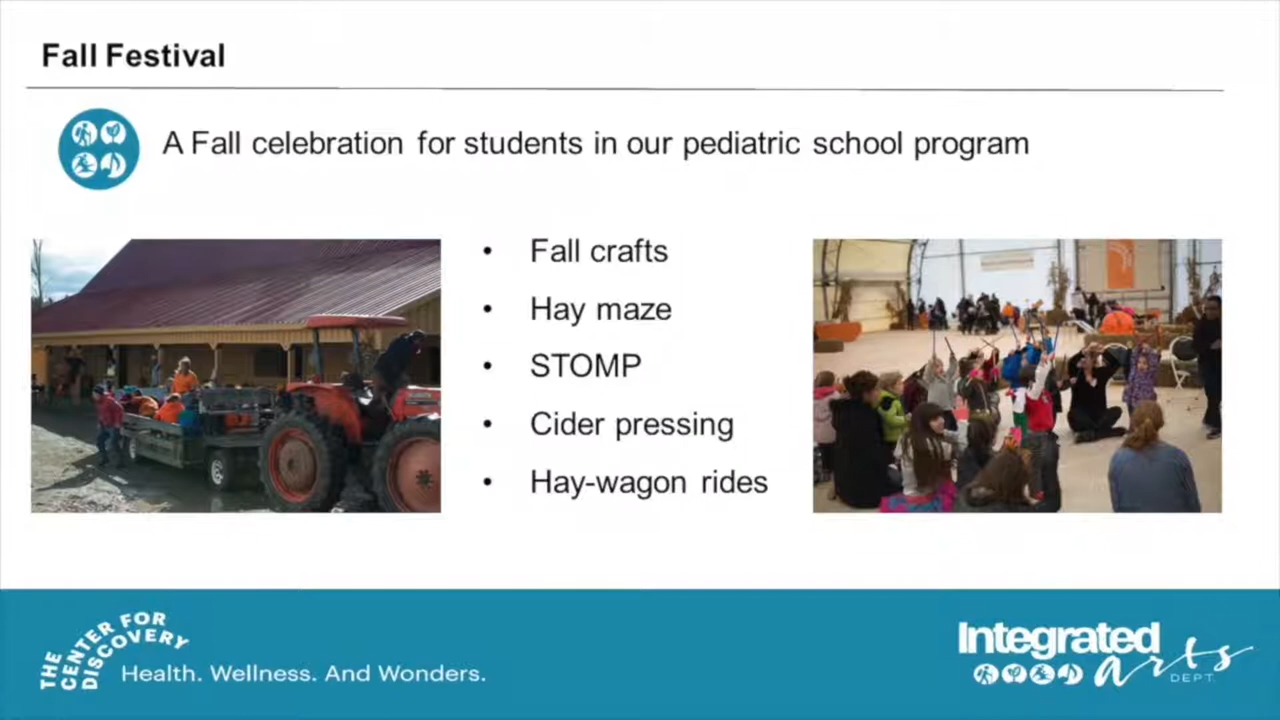 Fall Festival
A Fall celebration for students in our pediatric school program
• Fall crafts
• Hay maze
• STOMP
• Cider pressing
• Hay-wagon rides
THE CENTER FOR DISCOVERY
Health. Wellness. And Wonders.
Integrated
arts
DEPT.